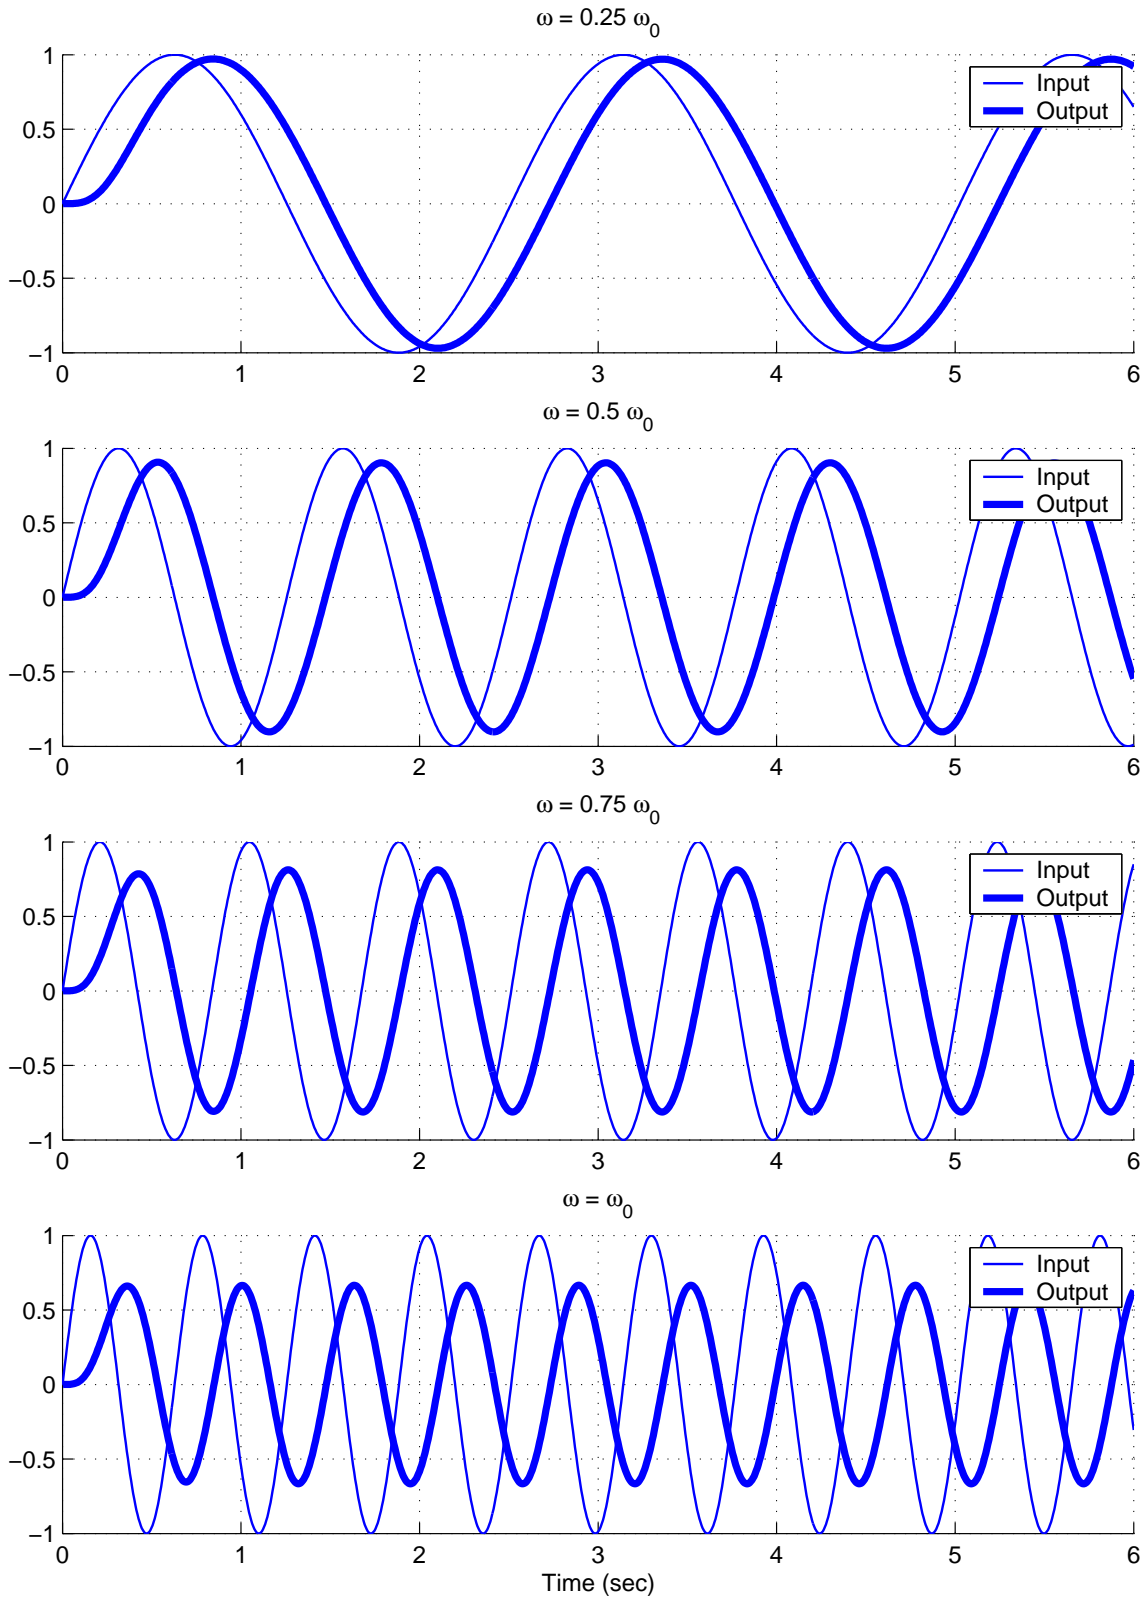 ω = 0.25 ω0
1
0.5
0
−0.5
−1
0 1 2 3 4 5 6
Input
Output
ω = 0.5 ω0
1
0.5
0
−0.5
−1
0 1 2 3 4 5 6
Input
Output
ω = 0.75 ω0
1
0.5
0
−0.5
−1
0 1 2 3 4 5 6
Input
Output
ω = ω0
1
0.5
0
−0.5
−1
0 1 2 3 4 5 6
Input
Output
Time (sec)